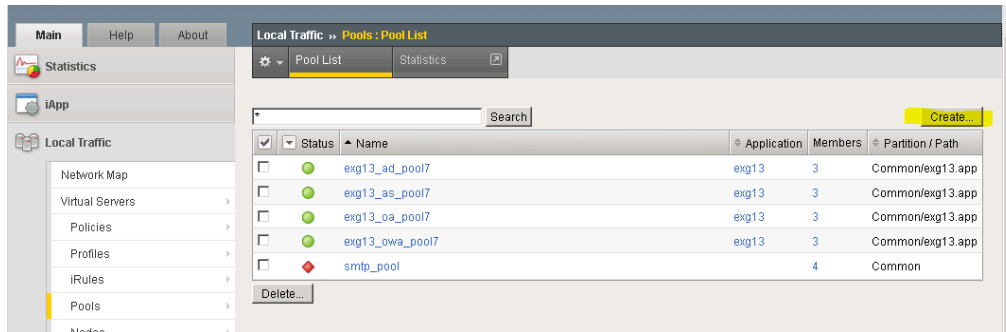 Main Help About
Local Traffic ›› Pools : Pool List
Pool List Statistics
Statistics
iApp
Local Traffic
Network Map
Virtual Servers
Policies
Profiles
iRules
Pools
Nodes
* Search
Create...
Status Name Application Members Partition / Path
exg13_ad_pool7 exg13 3 Common/exg13.app
exg13_as_pool7 exg13 3 Common/exg13.app
exg13_oa_pool7 exg13 3 Common/exg13.app
exg13_owa_pool7 exg13 3 Common/exg13.app
smtp_pool 4 Common
Delete...